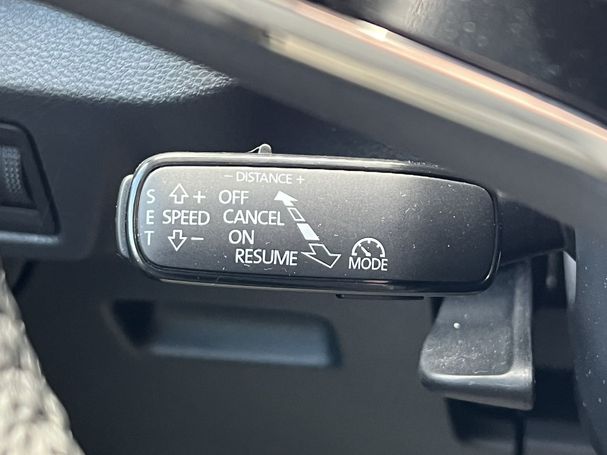 - DISTANCE +
S E T
+ SPEED -
OFF
CANCEL
ON
RESUME
MODE